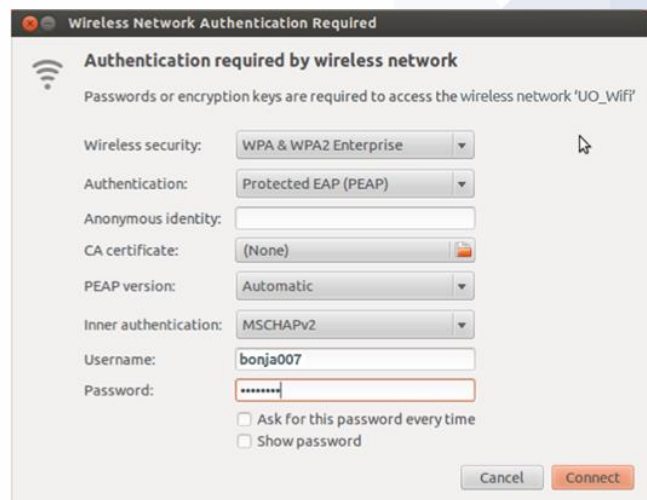 Wireless Network Authentication Required
Authentication required by wireless network
Passwords or encryption keys are required to access the wireless network 'UO_Wifi'
Wireless security: WPA & WPA2 Enterprise
Authentication: Protected EAP (PEAP)
Anonymous identity:
CA certificate: (None)
PEAP version: Automatic
Inner authentication: MSCHAPv2
Username: bonja007
Password: ••••••••
Ask for this password every time
Show password
Cancel Connect